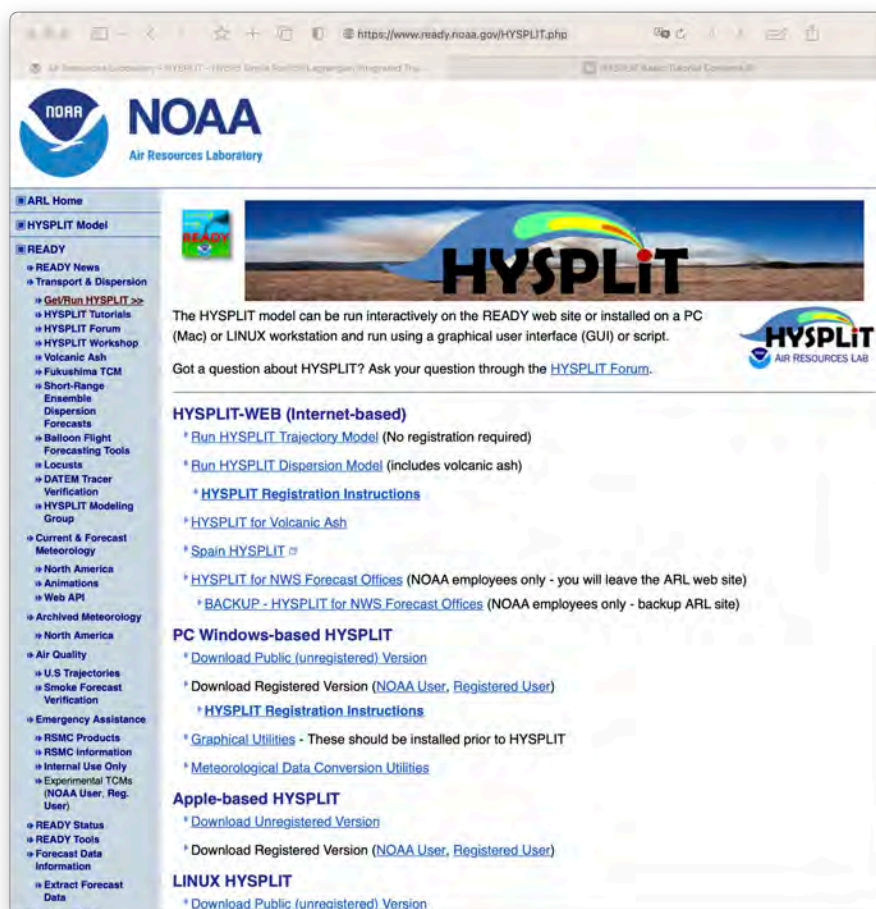 https://www.ready.noaa.gov/HYSPLIT.php
NOAA
NOAA
Air Resources Laboratory
ARL Home
HYSPLIT Model
READY
READY News
Transport & Dispersion
Get/Run HYSPLIT >>
HYSPLIT Tutorials
HYSPLIT Forum
HYSPLIT Workshop
Volcanic Ash
Fukushima TCM
Short-Range
Ensemble
Dispersion
Forecasts
Balloon Flight
Forecasting Tools
Locusts
DATEM Tracer
Verification
HYSPLIT Modeling
Group
Current & Forecast
Meteorology
North America
Animations
Web API
Archived Meteorology
North America
Air Quality
U.S Trajectories
Smoke Forecast
Verification
Emergency Assistance
RSMC Products
RSMC Information
Internal Use Only
Experimental TCMs
(NOAA User, Reg.
User)
READY Status
READY Tools
Forecast Data
Information
Extract Forecast
Data
READY
HYSPLiT
The HYSPLIT model can be run interactively on the READY web site or installed on a PC
(Mac) or LINUX workstation and run using a graphical user interface (GUI) or script.
HYSPLiT
AIR RESOURCES LAB
Got a question about HYSPLIT? Ask your question through the HYSPLIT Forum.
HYSPLIT-WEB (Internet-based)
Run HYSPLIT Trajectory Model (No registration required)
Run HYSPLIT Dispersion Model (includes volcanic ash)
HYSPLIT Registration Instructions
HYSPLIT for Volcanic Ash
Spain HYSPLIT
HYSPLIT for NWS Forecast Offices (NOAA employees only - you will leave the ARL web site)
BACKUP - HYSPLIT for NWS Forecast Offices (NOAA employees only - backup ARL site)
PC Windows-based HYSPLIT
Download Public (unregistered) Version
Download Registered Version (NOAA User, Registered User)
HYSPLIT Registration Instructions
Graphical Utilities - These should be installed prior to HYSPLIT
Meteorological Data Conversion Utilities
Apple-based HYSPLIT
Download Unregistered Version
Download Registered Version (NOAA User, Registered User)
LINUX HYSPLIT
Download Public (unregistered) Version